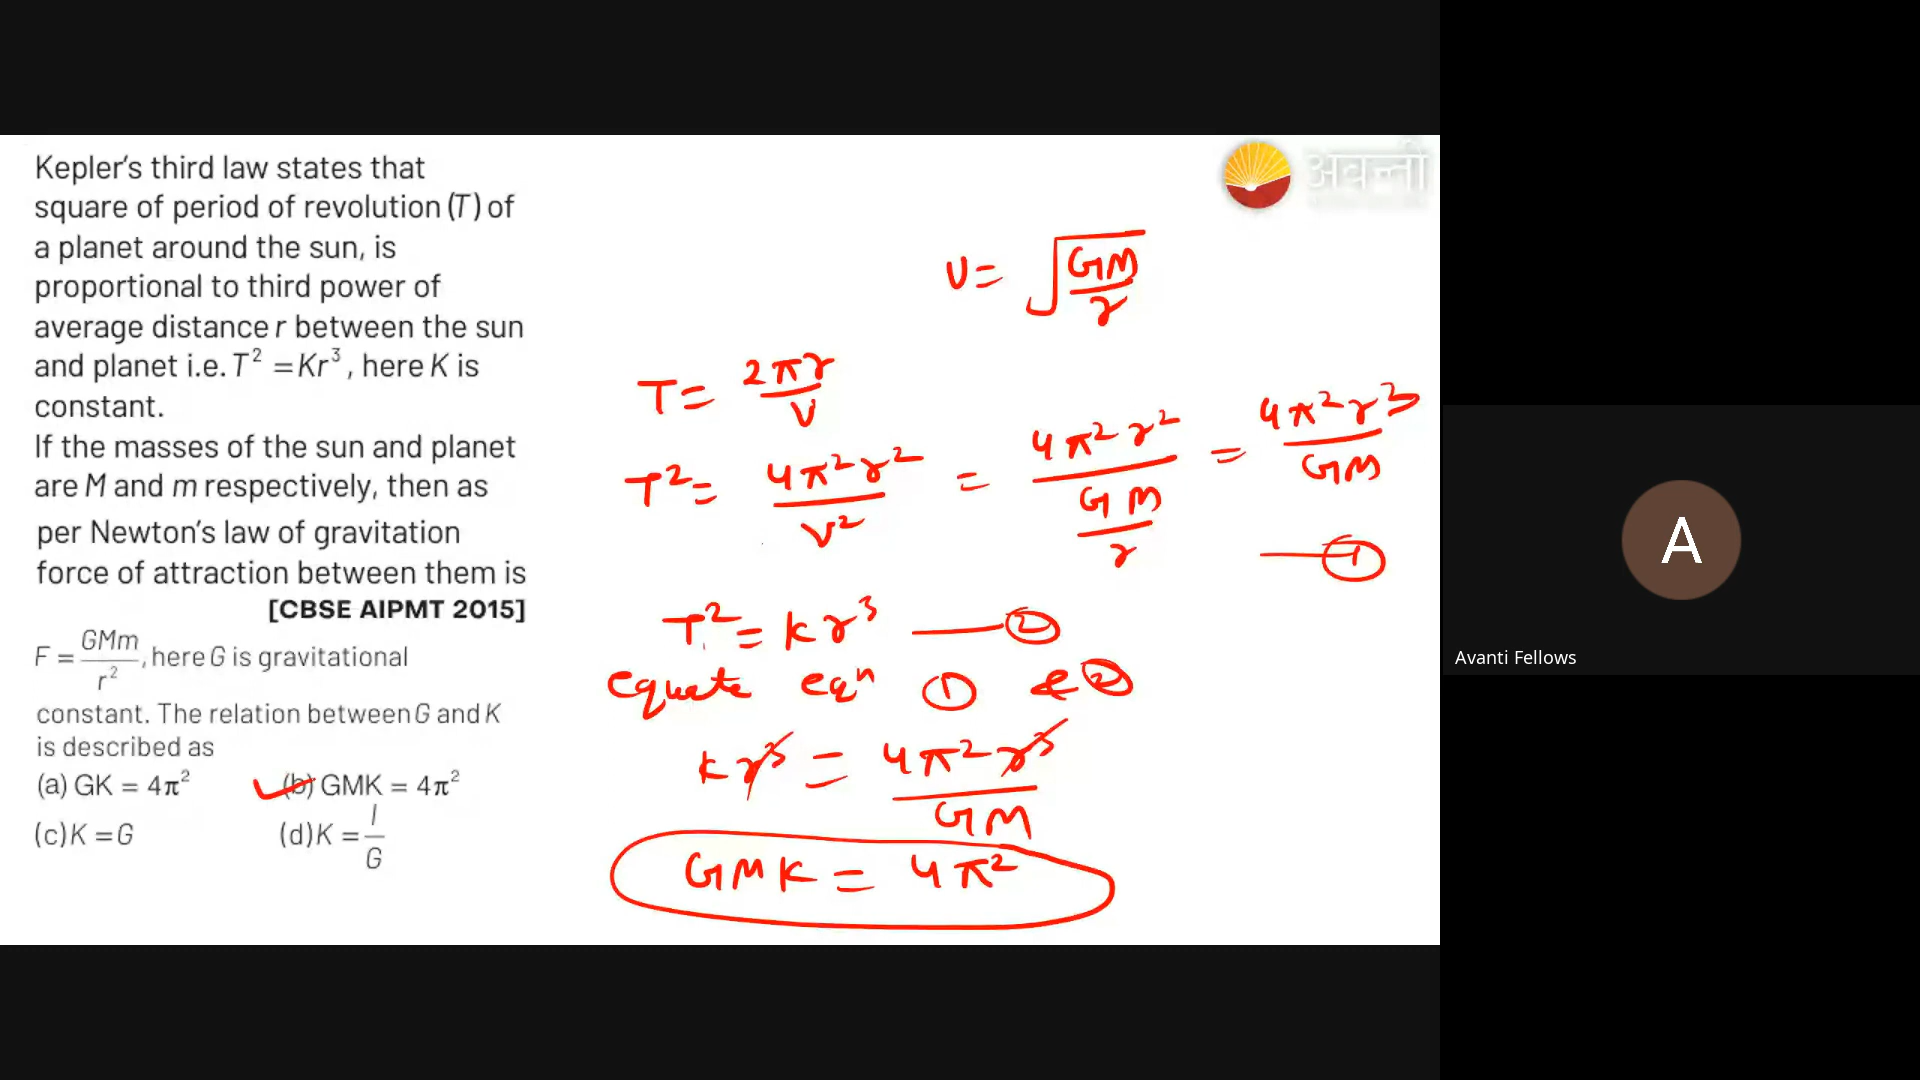 Kepler's third law states that
square of period of revolution (T) of
a planet around the sun, is
proportional to third power of
average distance r between the sun
and planet i.e. T² = Kr³, here K is
constant.
If the masses of the sun and planet
are M and m respectively, then as
per Newton's law of gravitation
force of attraction between them is
[CBSE AIPMT 2015]
F = GMm/r², here G is gravitational
constant. The relation between G and K
is described as
(a) GK = 4π² (b) GMK = 4π²
(c) K = G (d) K = 1/G
अवन्ती
v = √(GM/r)
T = 2πr/v
T² = 4π²r²/v² = 4π²r²/(GM/r) = 4π²r³/GM
—①
T² = kr³ —②
equate eqⁿ ① & ②
kr³ = 4π²r³/GM
GMK = 4π²
A
Avanti Fellows